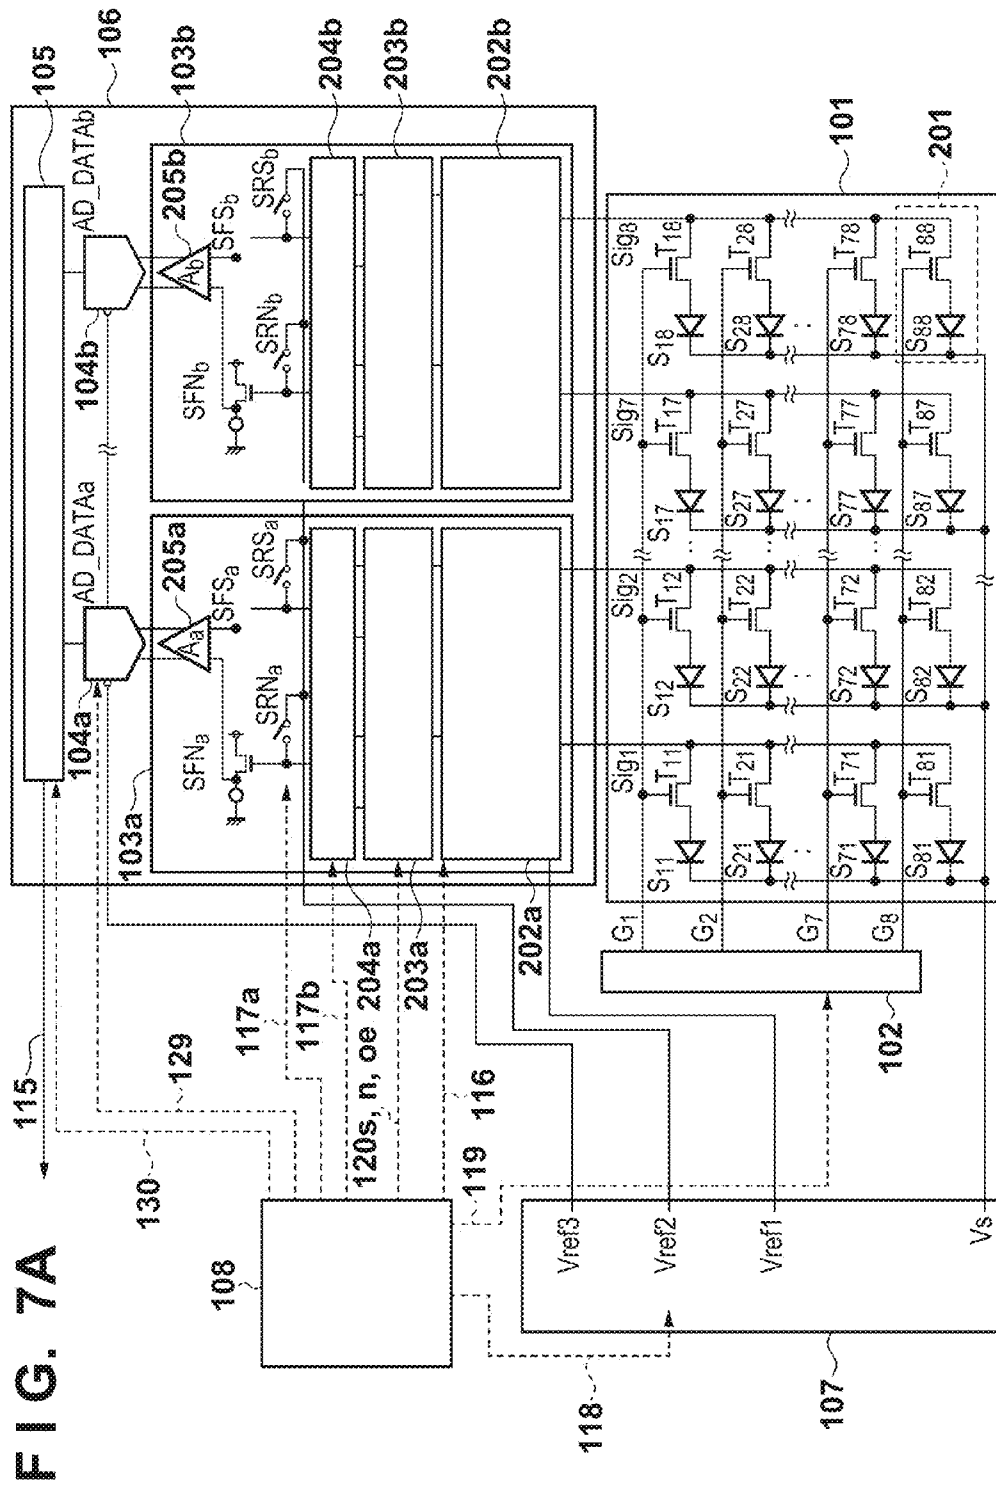 FIG. 7A
115
130
129
117a
117b
120s, n, oe
116
119
108
118
107
Vref3
Vref2
Vref1
Vs
102
105
106
AD_DATAa
AD_DATAb
104a
104b
103a
103b
205a
205b
Aa
Ab
SFNa
SFSa
SRNa
SRSa
SFNb
SFSb
SRNb
SRSb
204a
203a
202a
204b
203b
202b
101
201
G1
G2
G7
G8
Sig1
Sig2
Sig7
Sig8
S11 T11 S12 T12 S17 T17 S18 T18
S21 T21 S22 T22 S27 T27 S28 T28
S71 T71 S72 T72 S77 T77 S78 T78
S81 T81 S82 T82 S87 T87 S88 T88